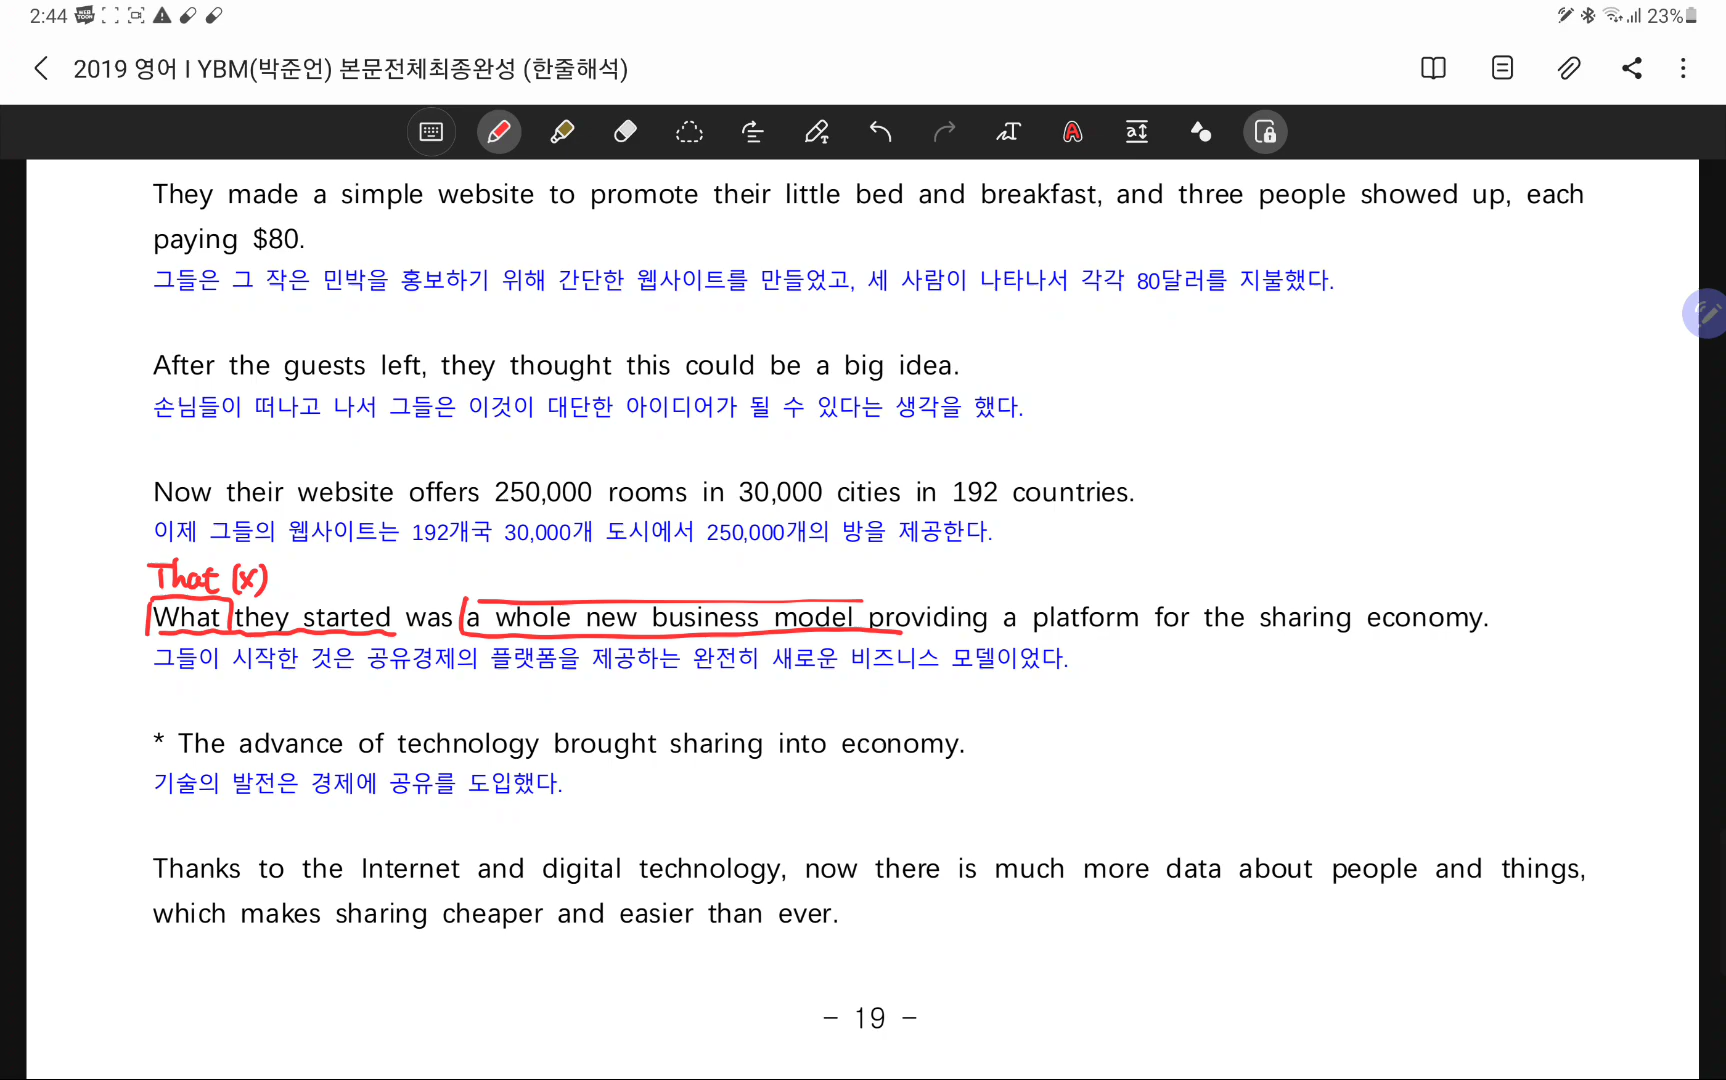 2:44
23%
2019 영어 I YBM(박준언) 본문전체최종완성 (한줄해석)
They made a simple website to promote their little bed and breakfast, and three people showed up, each
paying $80.
그들은 그 작은 민박을 홍보하기 위해 간단한 웹사이트를 만들었고, 세 사람이 나타나서 각각 80달러를 지불했다.
After the guests left, they thought this could be a big idea.
손님들이 떠나고 나서 그들은 이것이 대단한 아이디어가 될 수 있다는 생각을 했다.
Now their website offers 250,000 rooms in 30,000 cities in 192 countries.
이제 그들의 웹사이트는 192개국 30,000개 도시에서 250,000개의 방을 제공한다.
That (x)
What they started was a whole new business model providing a platform for the sharing economy.
그들이 시작한 것은 공유경제의 플랫폼을 제공하는 완전히 새로운 비즈니스 모델이었다.
* The advance of technology brought sharing into economy.
기술의 발전은 경제에 공유를 도입했다.
Thanks to the Internet and digital technology, now there is much more data about people and things,
which makes sharing cheaper and easier than ever.
- 19 -